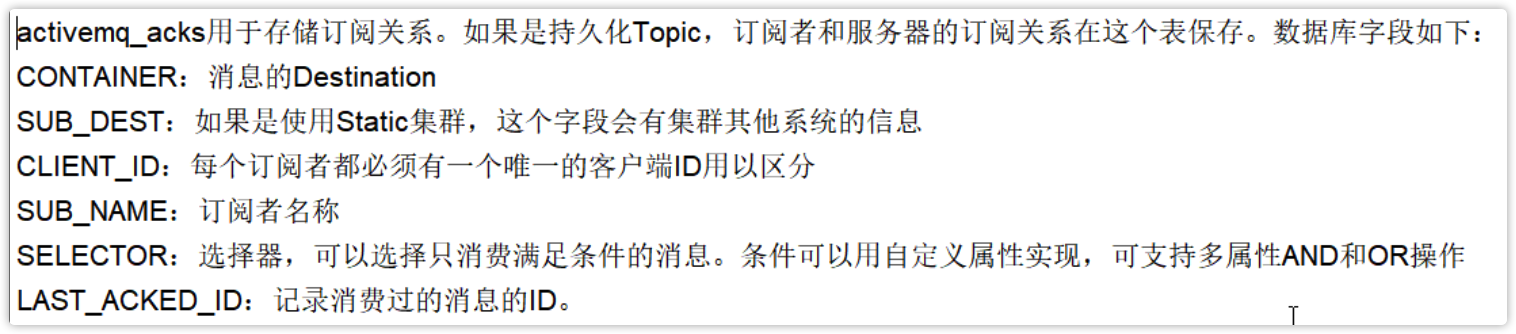 activemq_acks用于存储订阅关系。如果是持久化Topic，订阅者和服务器的订阅关系在这个表保存。数据库字段如下：
CONTAINER：消息的Destination
SUB_DEST：如果是使用Static集群，这个字段会有集群其他系统的信息
CLIENT_ID：每个订阅者都必须有一个唯一的客户端ID用以区分
SUB_NAME：订阅者名称
SELECTOR：选择器，可以选择只消费满足条件的消息。条件可以用自定义属性实现，可支持多属性AND和OR操作
LAST_ACKED_ID：记录消费过的消息的ID。